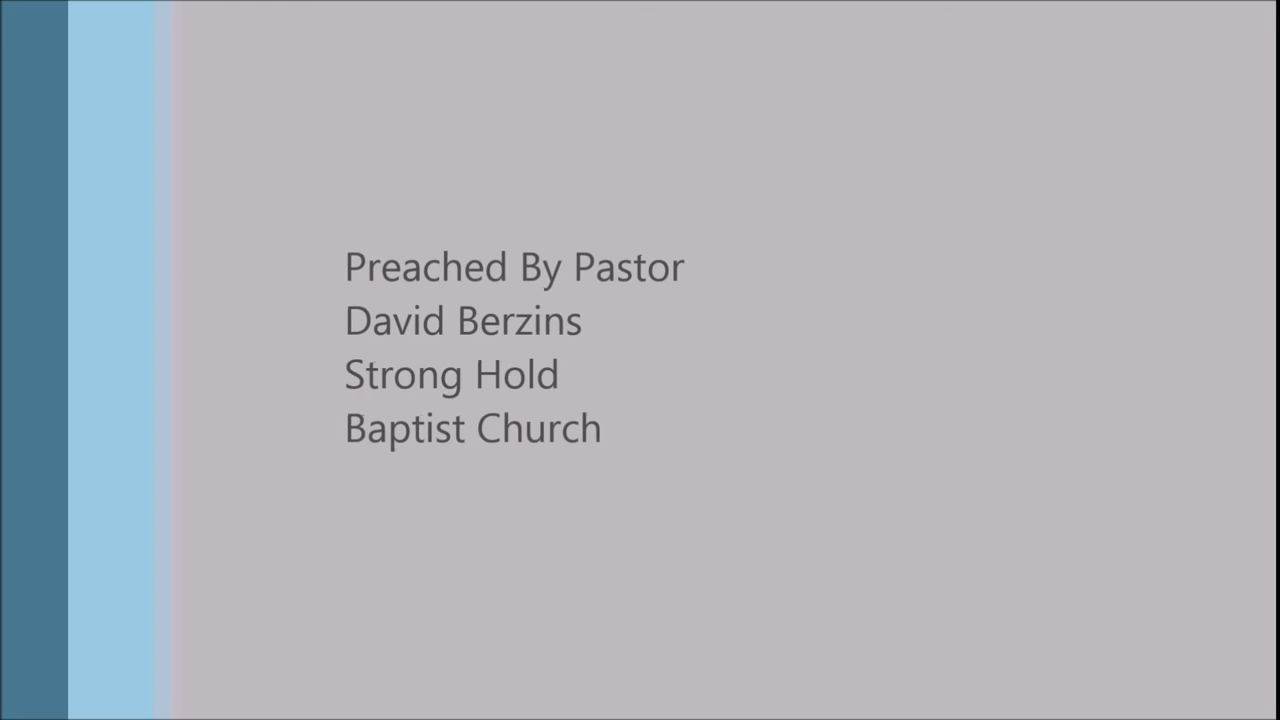 Preached By Pastor
David Berzins
Strong Hold
Baptist Church